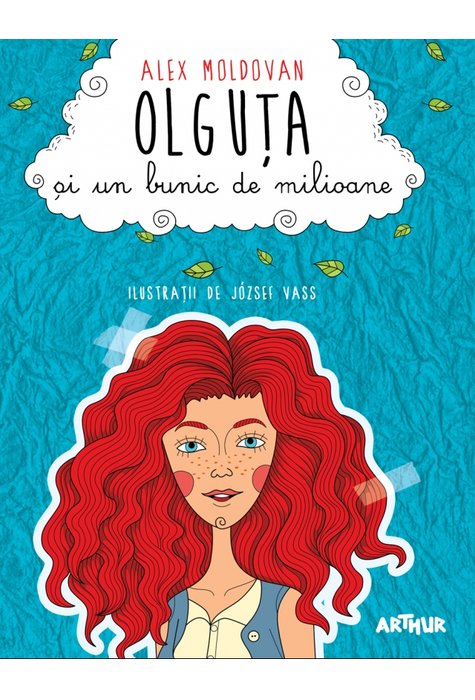 ALEX MOLDOVAN
OLGUȚA
și un bunic de milioane
ILUSTRAȚII DE JÓZSEF VASS
ARTHUR